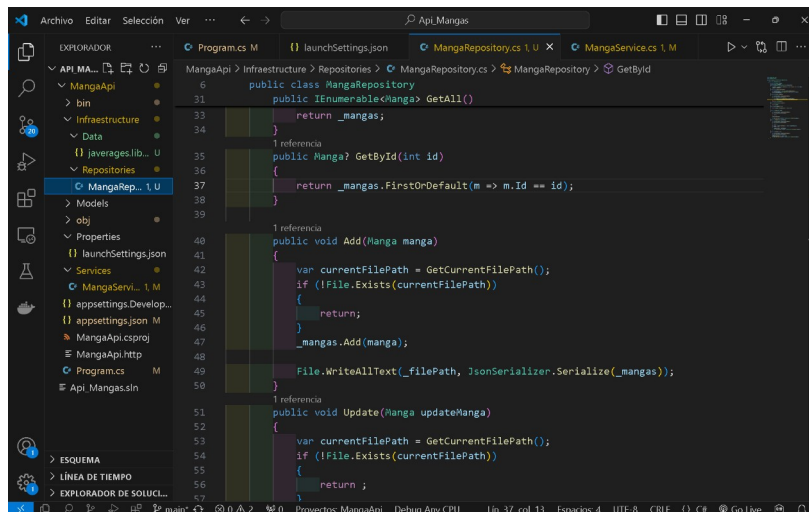 Archivo Editar Selección Ver ··· Api_Mangas
EXPLORADOR ···
API_MA...
MangaApi
bin
Infraestructure
Data
{} javerages.lib... U
Repositories
MangaRep... 1, U
Models
obj
Properties
{} launchSettings.json
Services
MangaServi... 1, M
{} appsettings.Develop...
{} appsettings.json M
MangaApi.csproj
MangaApi.http
Program.cs M
Api_Mangas.sln
ESQUEMA
LÍNEA DE TIEMPO
EXPLORADOR DE SOLUCI...
20
1
1
Program.cs M {} launchSettings.json MangaRepository.cs 1, U MangaService.cs 1, M
MangaApi > Infraestructure > Repositories > MangaRepository.cs > MangaRepository > GetById
6 public class MangaRepository
31 public IEnumerable<Manga> GetAll()
33 return _mangas;
34 }
1 referencia
35 public Manga? GetById(int id)
36 {
37 return _mangas.FirstOrDefault(m => m.Id == id);
38 }
39
1 referencia
40 public void Add(Manga manga)
41 {
42 var currentFilePath = GetCurrentFilePath();
43 if (!File.Exists(currentFilePath))
44 {
45 return;
46 }
47 _mangas.Add(manga);
48
49 File.WriteAllText(_filePath, JsonSerializer.Serialize(_mangas));
50 }
1 referencia
51 public void Update(Manga updateManga)
52 {
53 var currentFilePath = GetCurrentFilePath();
54 if (!File.Exists(currentFilePath))
55 {
56 return ;
57 }
main* 0 2 0 Proyectos: MangaApi Debug Any CPU Lín. 37, col. 13 Espacios: 4 UTF-8 CRLF {} C# Go Live